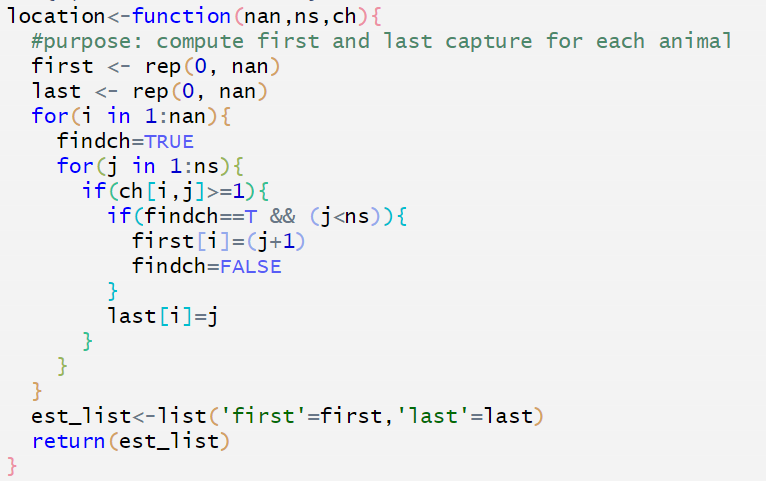 location<-function(nan,ns,ch){
  #purpose: compute first and last capture for each animal
  first <- rep(0, nan)
  last <- rep(0, nan)
  for(i in 1:nan){
    findch=TRUE
    for(j in 1:ns){
      if(ch[i,j]>=1){
        if(findch==T && (j<ns)){
          first[i]=(j+1)
          findch=FALSE
        }
        last[i]=j
      }
    }
  }
  est_list<-list('first'=first,'last'=last)
  return(est_list)
}